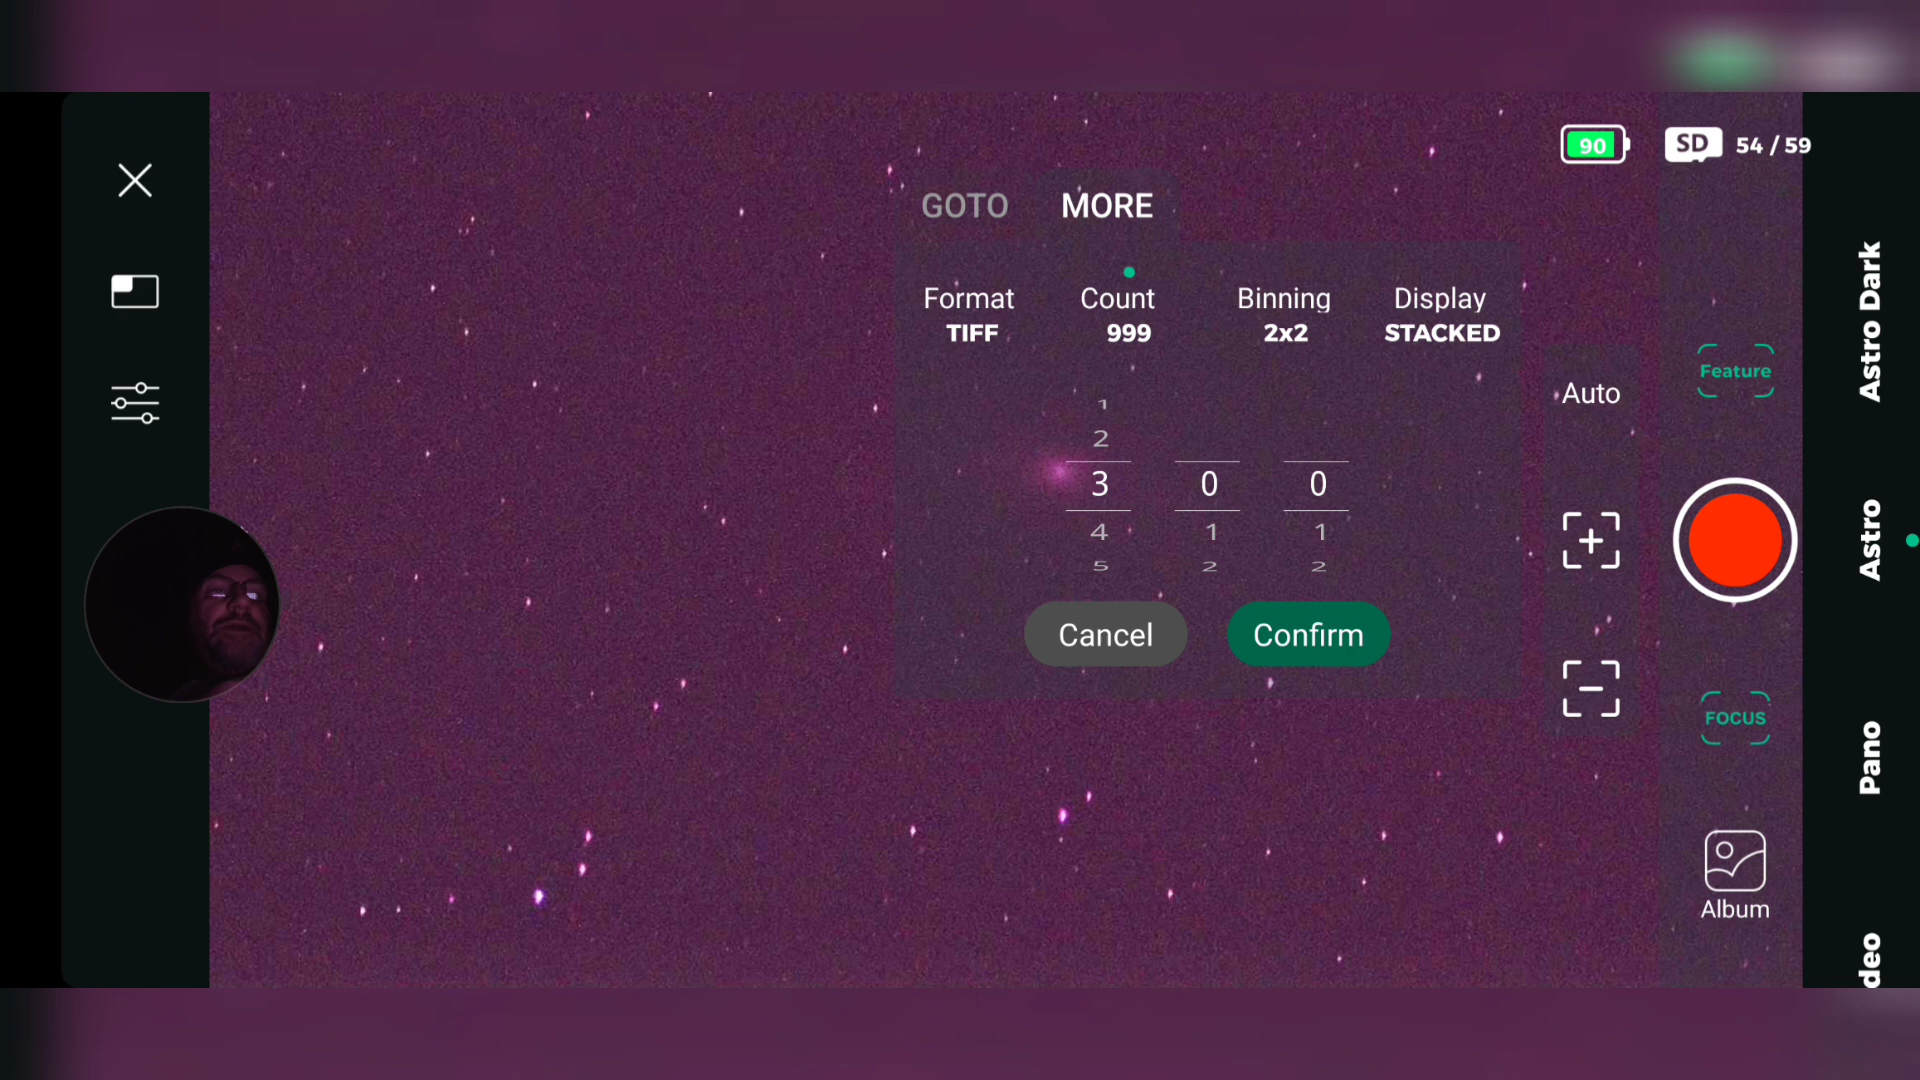 90
SD
54 / 59
GOTO
MORE
Format
TIFF
Count
999
Binning
2x2
Display
STACKED
1
2
3 0 0
4 1 1
5 2 2
Cancel
Confirm
Auto
Feature
FOCUS
Album
Astro Dark
Astro
Pano
deo